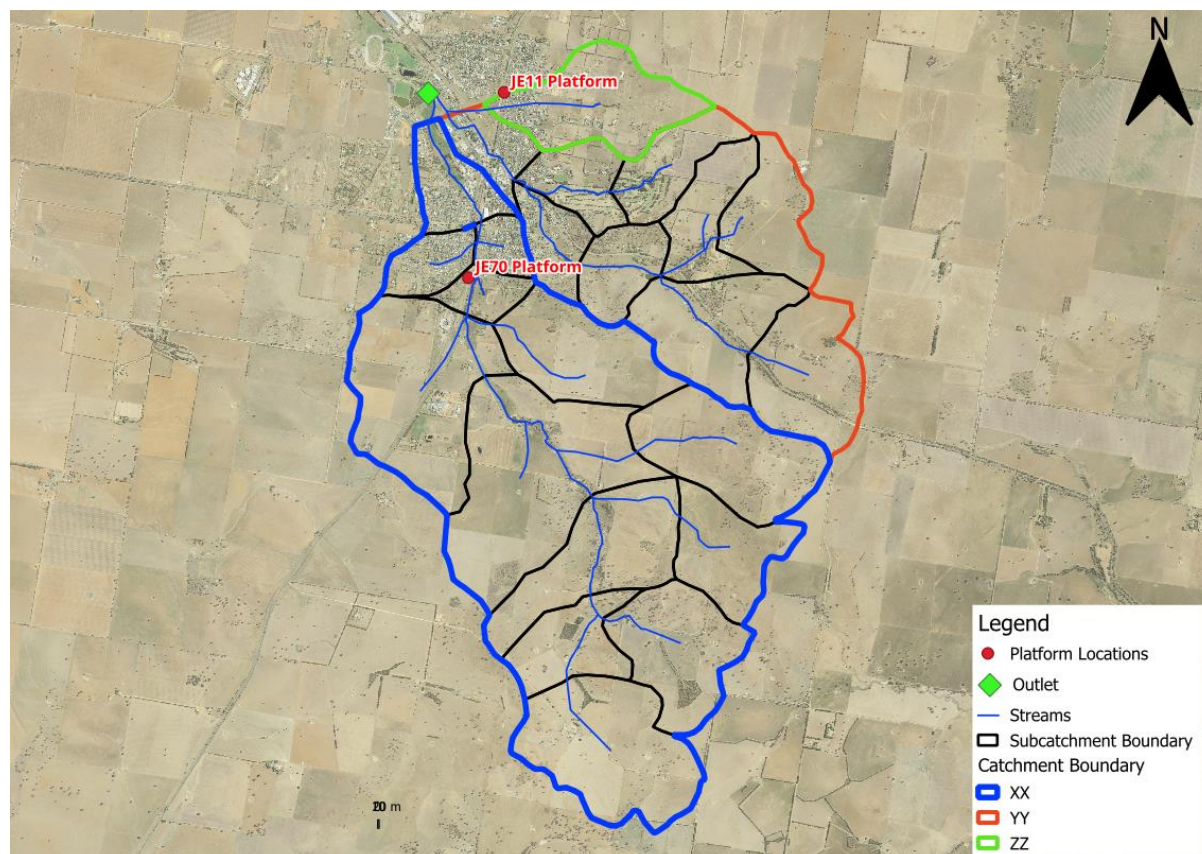 N
JE11 Platform
JE70 Platform
Legend
Platform Locations
Outlet
Streams
Subcatchment Boundary
Catchment Boundary
XX
YY
ZZ